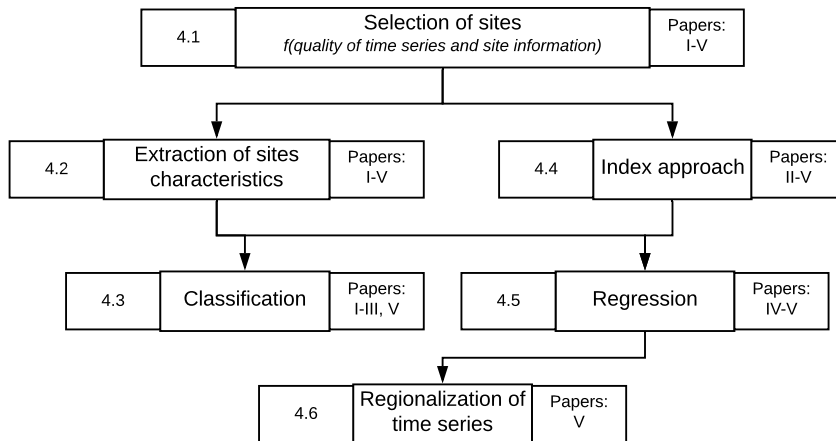 4.1
Selection of sites
f(quality of time series and site information)
Papers:
I-V
4.2
Extraction of sites
characteristics
Papers:
I-V
4.4
Index approach
Papers:
II-V
4.3
Classification
Papers:
I-III, V
4.5
Regression
Papers:
IV-V
4.6
Regionalization of
time series
Papers:
V